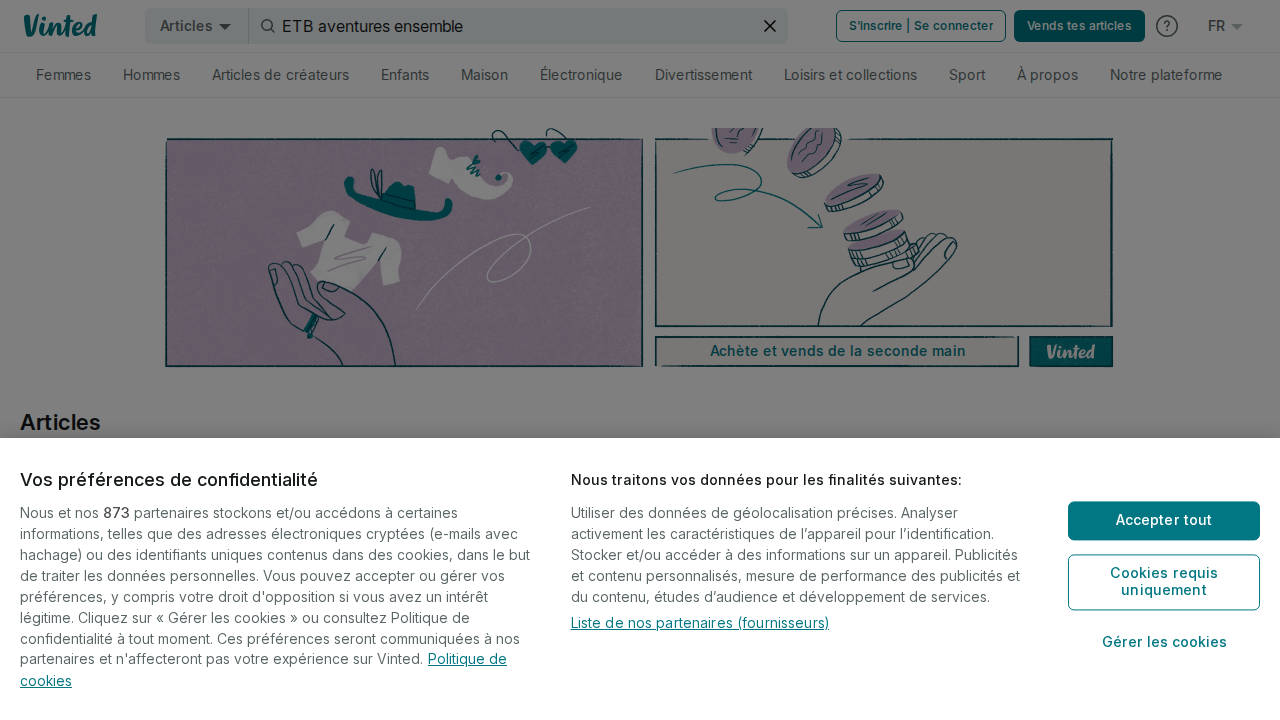 Vinted
Articles
ETB aventures ensemble
S'inscrire | Se connecter
Vends tes articles
FR
Femmes
Hommes
Articles de créateurs
Enfants
Maison
Électronique
Divertissement
Loisirs et collections
Sport
À propos
Notre plateforme
Achète et vends de la seconde main
Vinted
Articles
Vos préférences de confidentialité
Nous et nos 873 partenaires stockons et/ou accédons à certaines
informations, telles que des adresses électroniques cryptées (e-mails avec
hachage) ou des identifiants uniques contenus dans des cookies, dans le but
de traiter les données personnelles. Vous pouvez accepter ou gérer vos
préférences, y compris votre droit d'opposition si vous avez un intérêt
légitime. Cliquez sur « Gérer les cookies » ou consultez Politique de
confidentialité à tout moment. Ces préférences seront communiquées à nos
partenaires et n'affecteront pas votre expérience sur Vinted. Politique de
cookies
Nous traitons vos données pour les finalités suivantes:
Utiliser des données de géolocalisation précises. Analyser
activement les caractéristiques de l’appareil pour l’identification.
Stocker et/ou accéder à des informations sur un appareil. Publicités
et contenu personnalisés, mesure de performance des publicités et
du contenu, études d’audience et développement de services.
Liste de nos partenaires (fournisseurs)
Accepter tout
Cookies requis
uniquement
Gérer les cookies